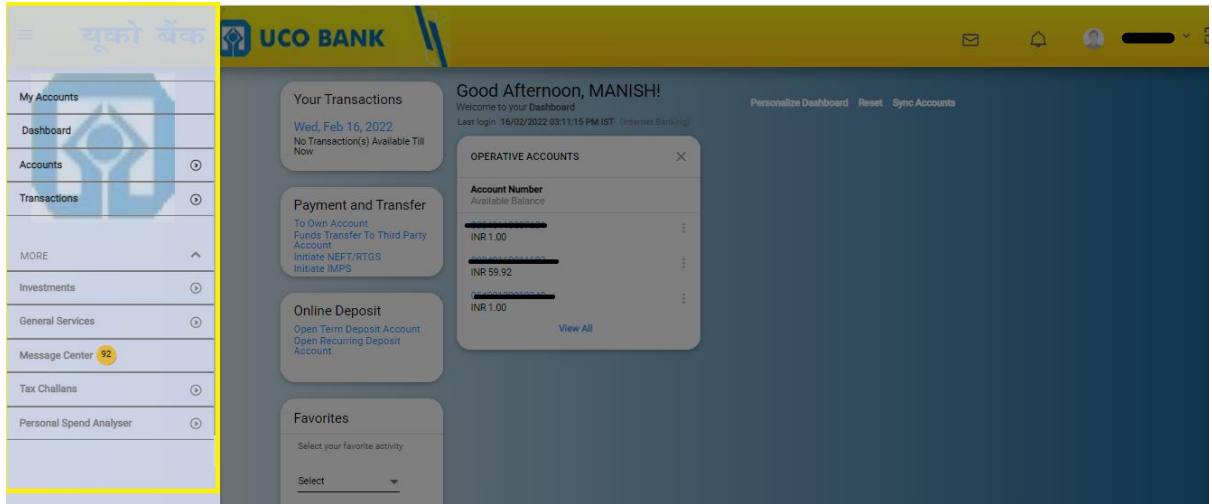 यूको बैंक
UCO BANK
My Accounts
Dashboard
Accounts
Transactions
MORE
Investments
General Services
Message Center 92
Tax Challans
Personal Spend Analyser
Your Transactions
Wed, Feb 16, 2022
No Transaction(s) Available Till
Now
Payment and Transfer
To Own Account
Funds Transfer To Third Party
Account
Initiate NEFT/RTGS
Initiate IMPS
Online Deposit
Open Term Deposit Account
Open Recurring Deposit
Account
Favorites
Select your favorite activity
Select
Good Afternoon, MANISH!
Welcome to your Dashboard
Last login 16/02/2022 03:11:15 PM IST (Internet Banking)
OPERATIVE ACCOUNTS
Account Number
Available Balance
INR 1.00
INR 59.92
INR 1.00
View All
Personalize Dashboard Reset Sync Accounts